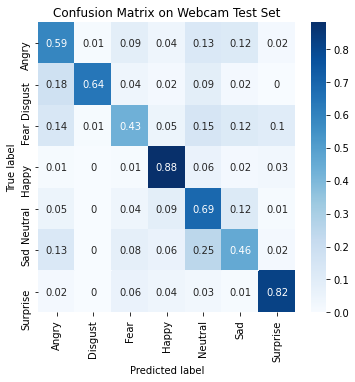 Confusion Matrix on Webcam Test Set
Angry 0.59 0.01 0.09 0.04 0.13 0.12 0.02
Disgust 0.18 0.64 0.04 0.02 0.09 0.02 0
Fear 0.14 0.01 0.43 0.05 0.15 0.12 0.1
Happy 0.01 0 0.01 0.88 0.06 0.02 0.03
Neutral 0.05 0 0.04 0.09 0.69 0.12 0.01
Sad 0.13 0 0.08 0.06 0.25 0.46 0.02
Surprise 0.02 0 0.06 0.04 0.03 0.01 0.82
Angry Disgust Fear Happy Neutral Sad Surprise
True label
Predicted label
0.8
0.7
0.6
0.5
0.4
0.3
0.2
0.1
0.0